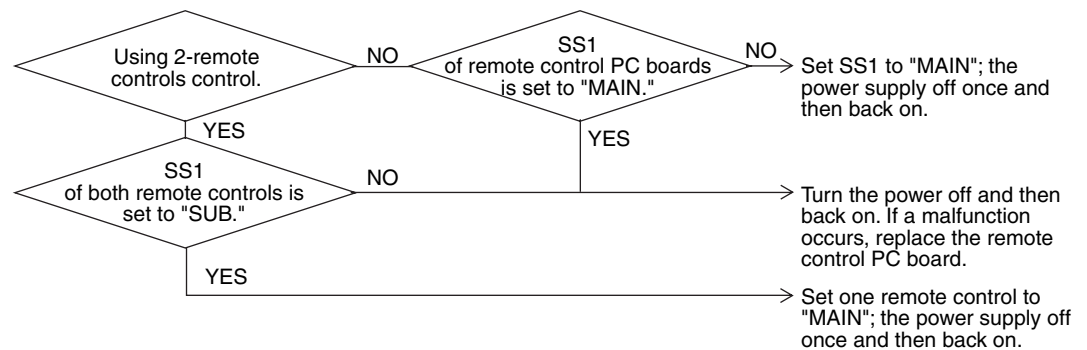 Using 2-remote
controls control.
NO
SS1
of remote control PC boards
is set to "MAIN."
NO
Set SS1 to "MAIN"; the
power supply off once and
then back on.
YES
YES
SS1
of both remote controls is
set to "SUB."
NO
Turn the power off and then
back on. If a malfunction
occurs, replace the remote
control PC board.
YES
Set one remote control to
"MAIN"; the power supply off
once and then back on.